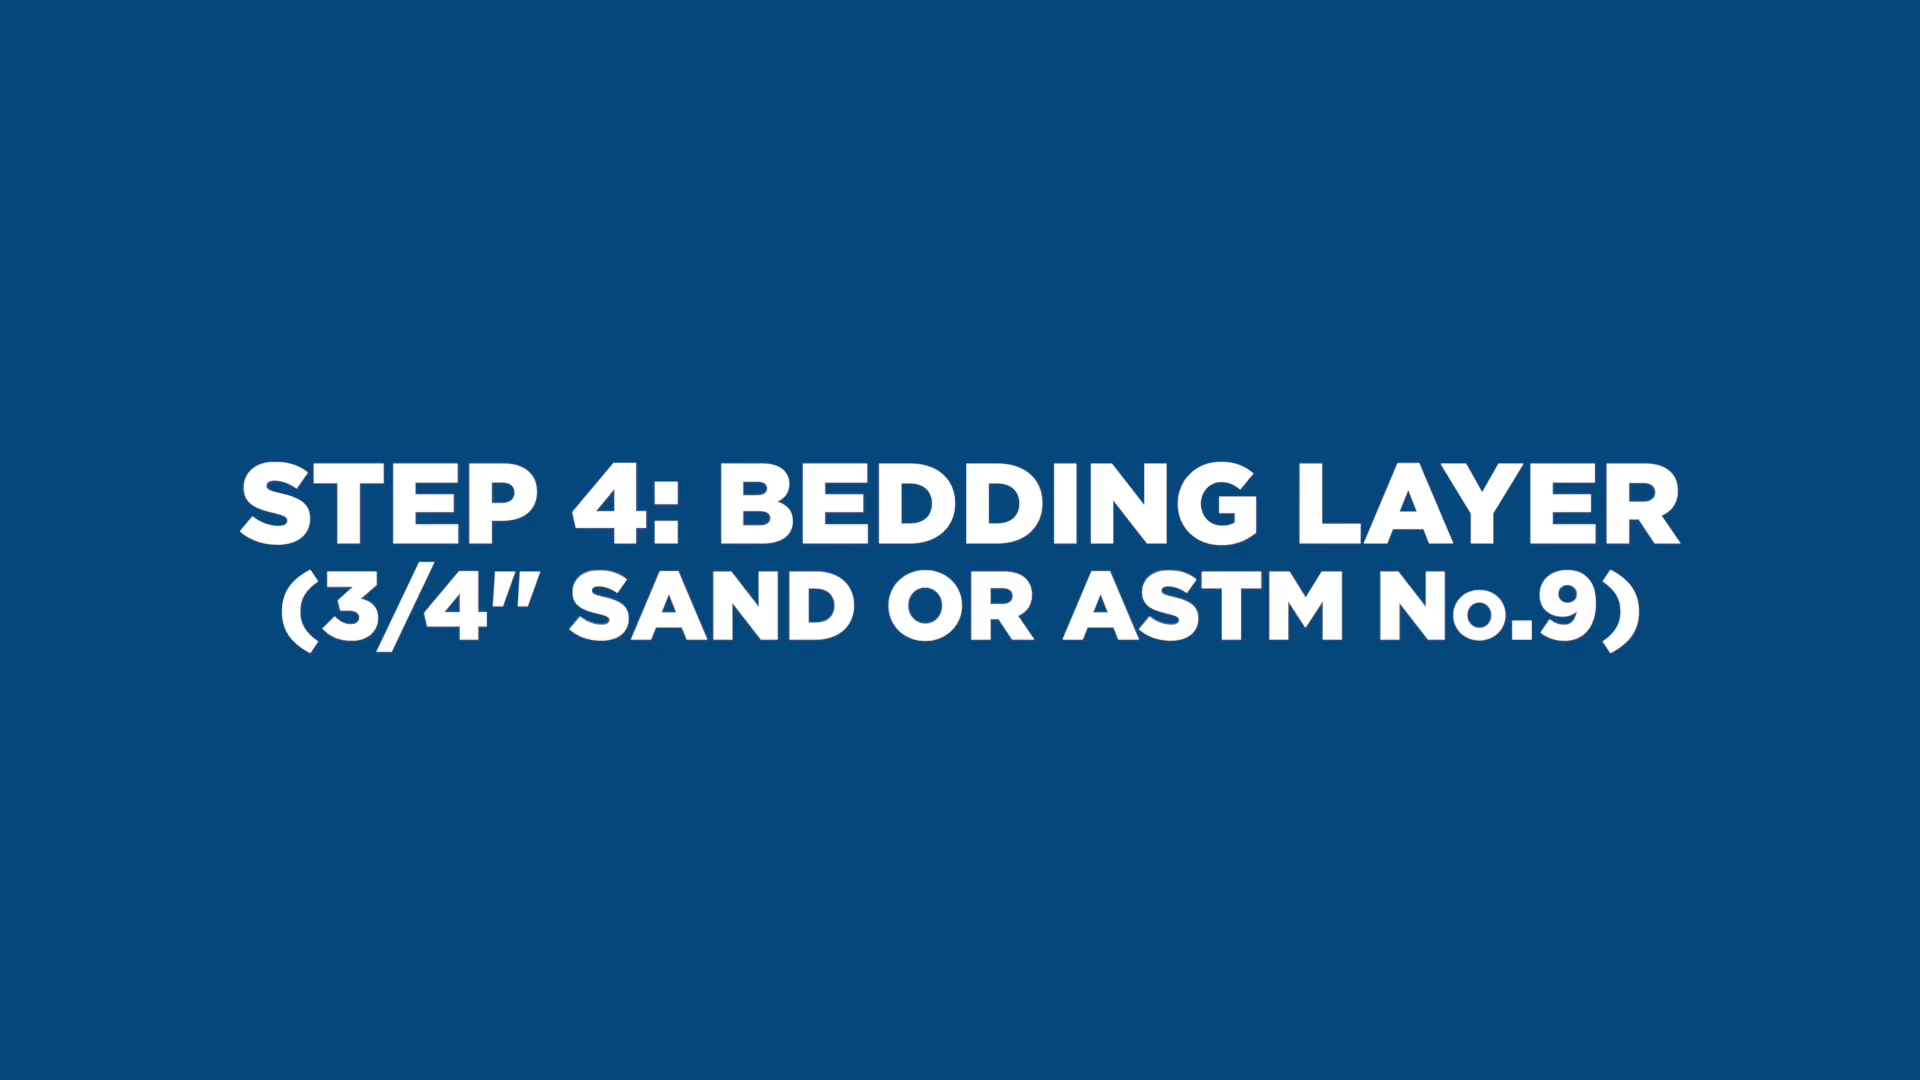 STEP 4: BEDDING LAYER
(3/4" SAND OR ASTM No.9)